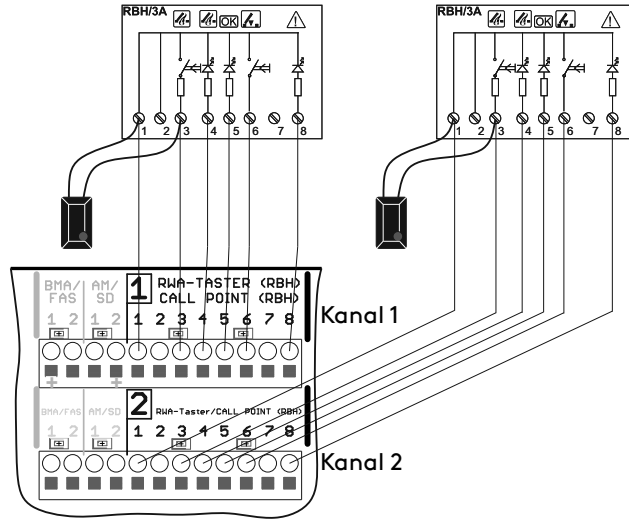 RBH/3A OK
1 2 3 4 5 6 7 8
RBH/3A OK
1 2 3 4 5 6 7 8
BMA/ FAS
AM/ SD
1 RWA-TASTER (RBH)
CALL POINT (RBH)
1 2 1 2 1 2 3 4 5 6 7 8
Kanal 1
+ +
BMA/FAS AM/SD 2 RWA-Taster/CALL POINT (RBH)
1 2 1 2 1 2 3 4 5 6 7 8
Kanal 2